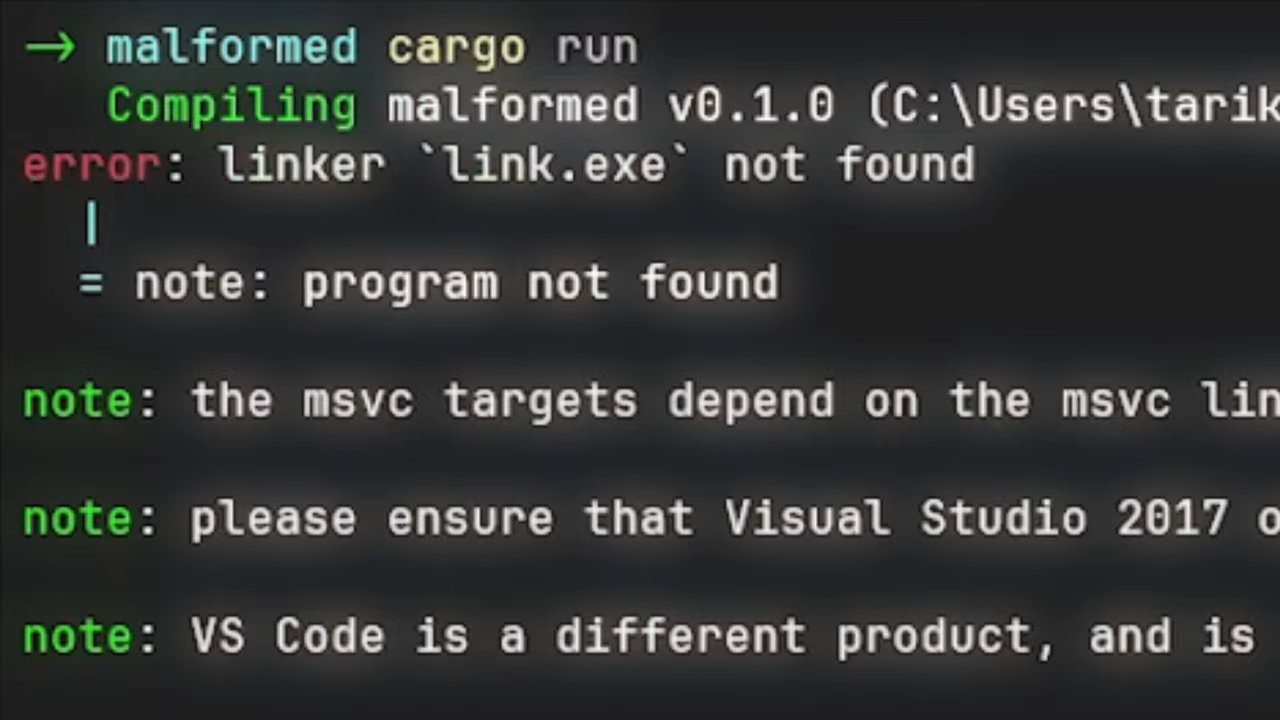 → malformed cargo run
Compiling malformed v0.1.0 (C:\Users\tarik
error: linker `link.exe` not found
|
= note: program not found
note: the msvc targets depend on the msvc lin
note: please ensure that Visual Studio 2017 o
note: VS Code is a different product, and is